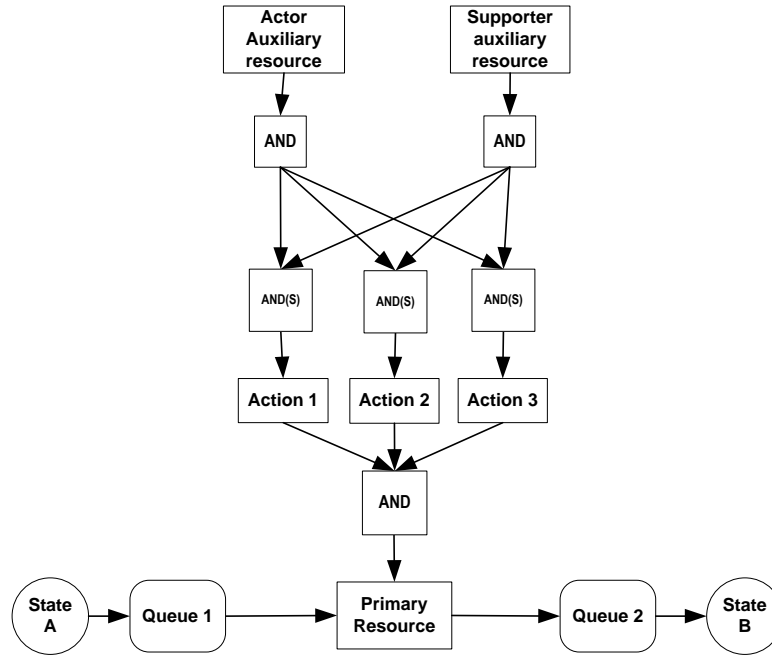 Actor
Auxiliary
resource
Supporter
auxiliary
resource
AND
AND
AND(S)
AND(S)
AND(S)
Action 1
Action 2
Action 3
AND
State
A
Queue 1
Primary
Resource
Queue 2
State
B